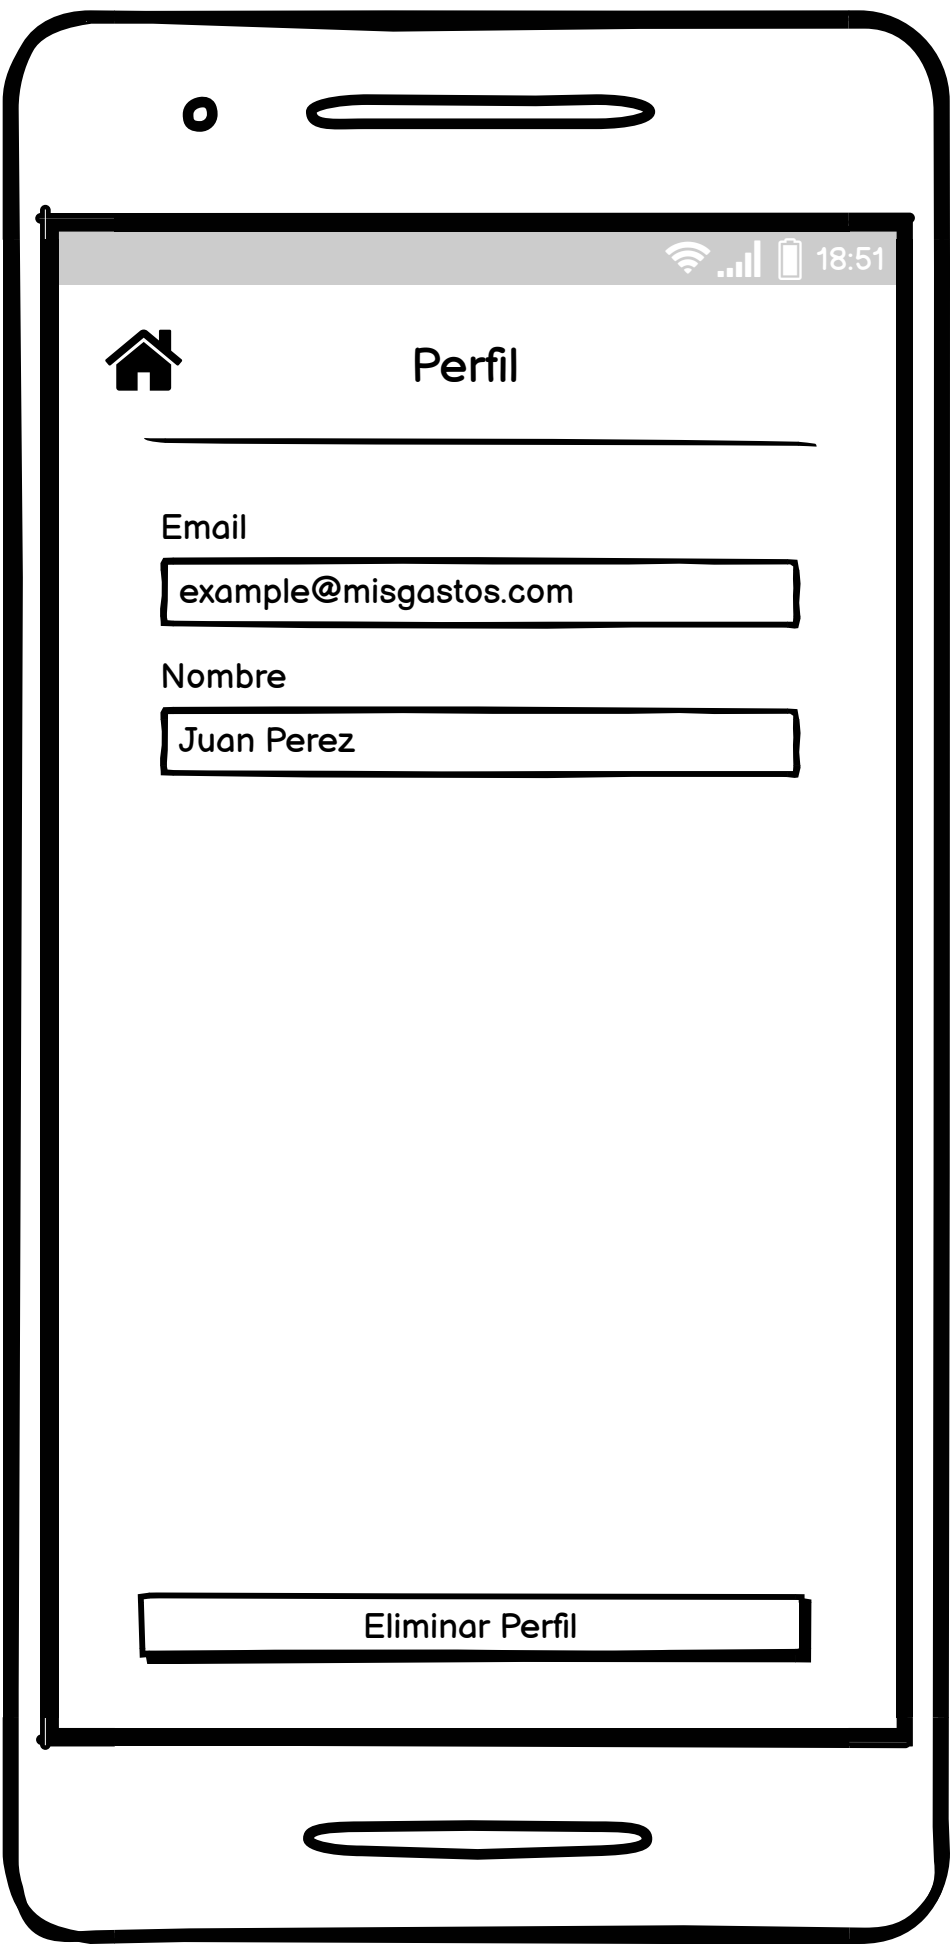 18:51
Perfil
Email
example@misgastos.com
Nombre
Juan Perez
Eliminar Perfil